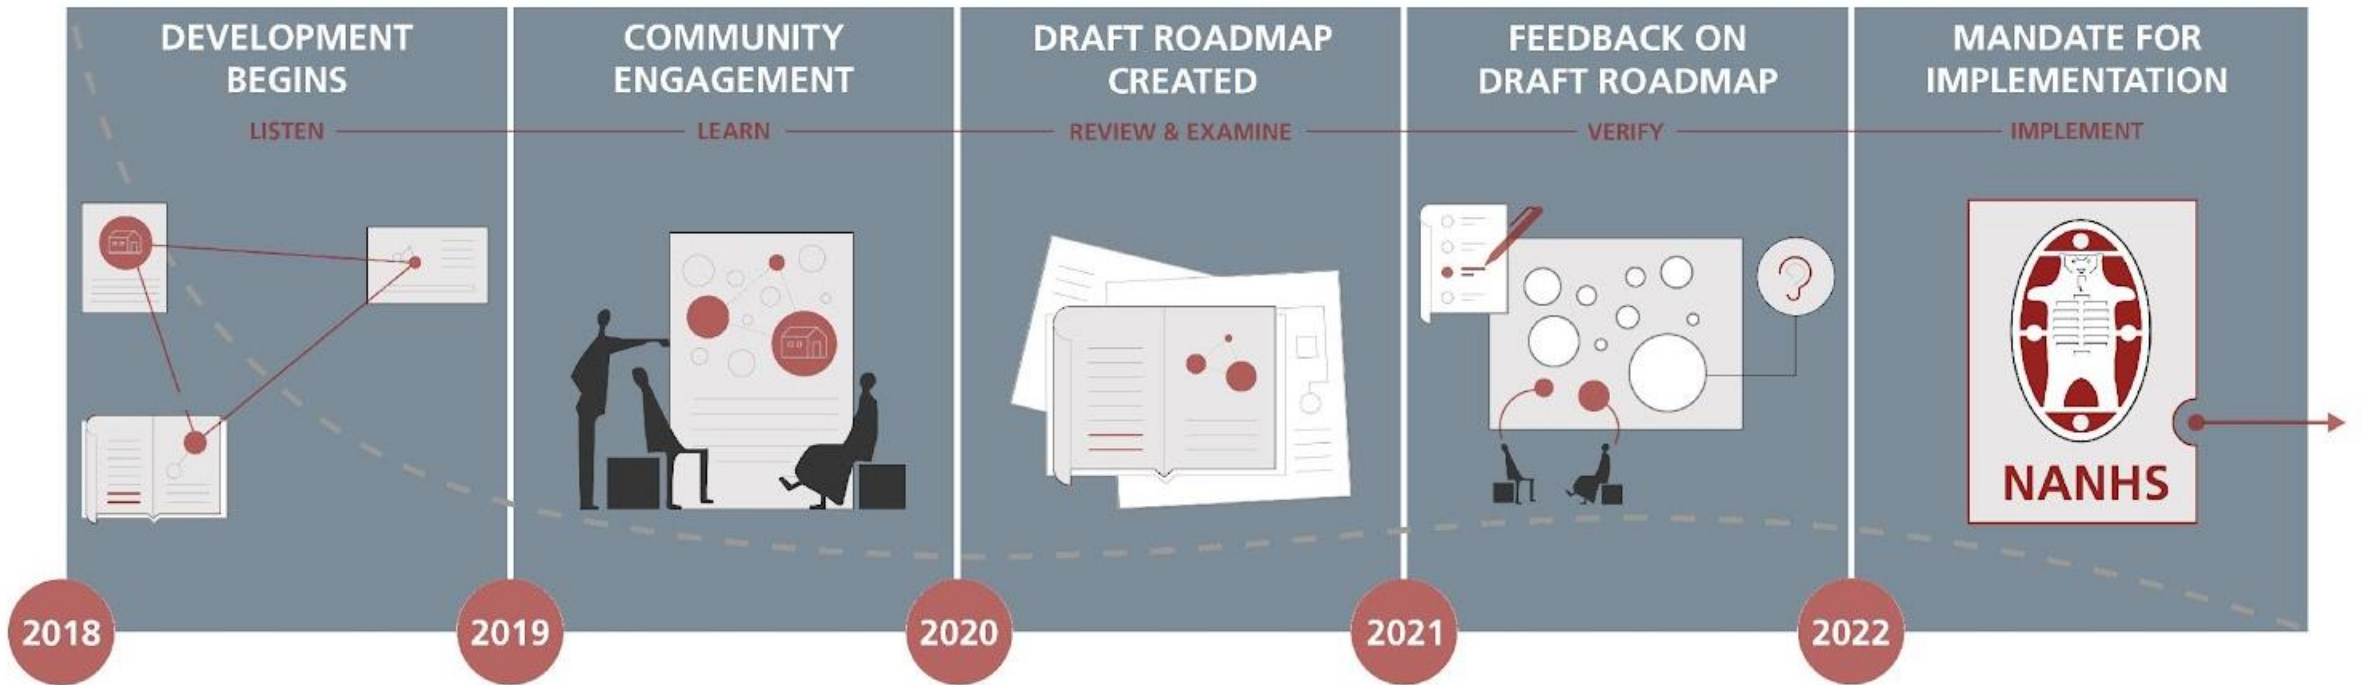 DEVELOPMENT
BEGINS
LISTEN
COMMUNITY
ENGAGEMENT
LEARN
DRAFT ROADMAP
CREATED
REVIEW & EXAMINE
FEEDBACK ON
DRAFT ROADMAP
VERIFY
MANDATE FOR
IMPLEMENTATION
IMPLEMENT
NANHS
2018
2019
2020
2021
2022